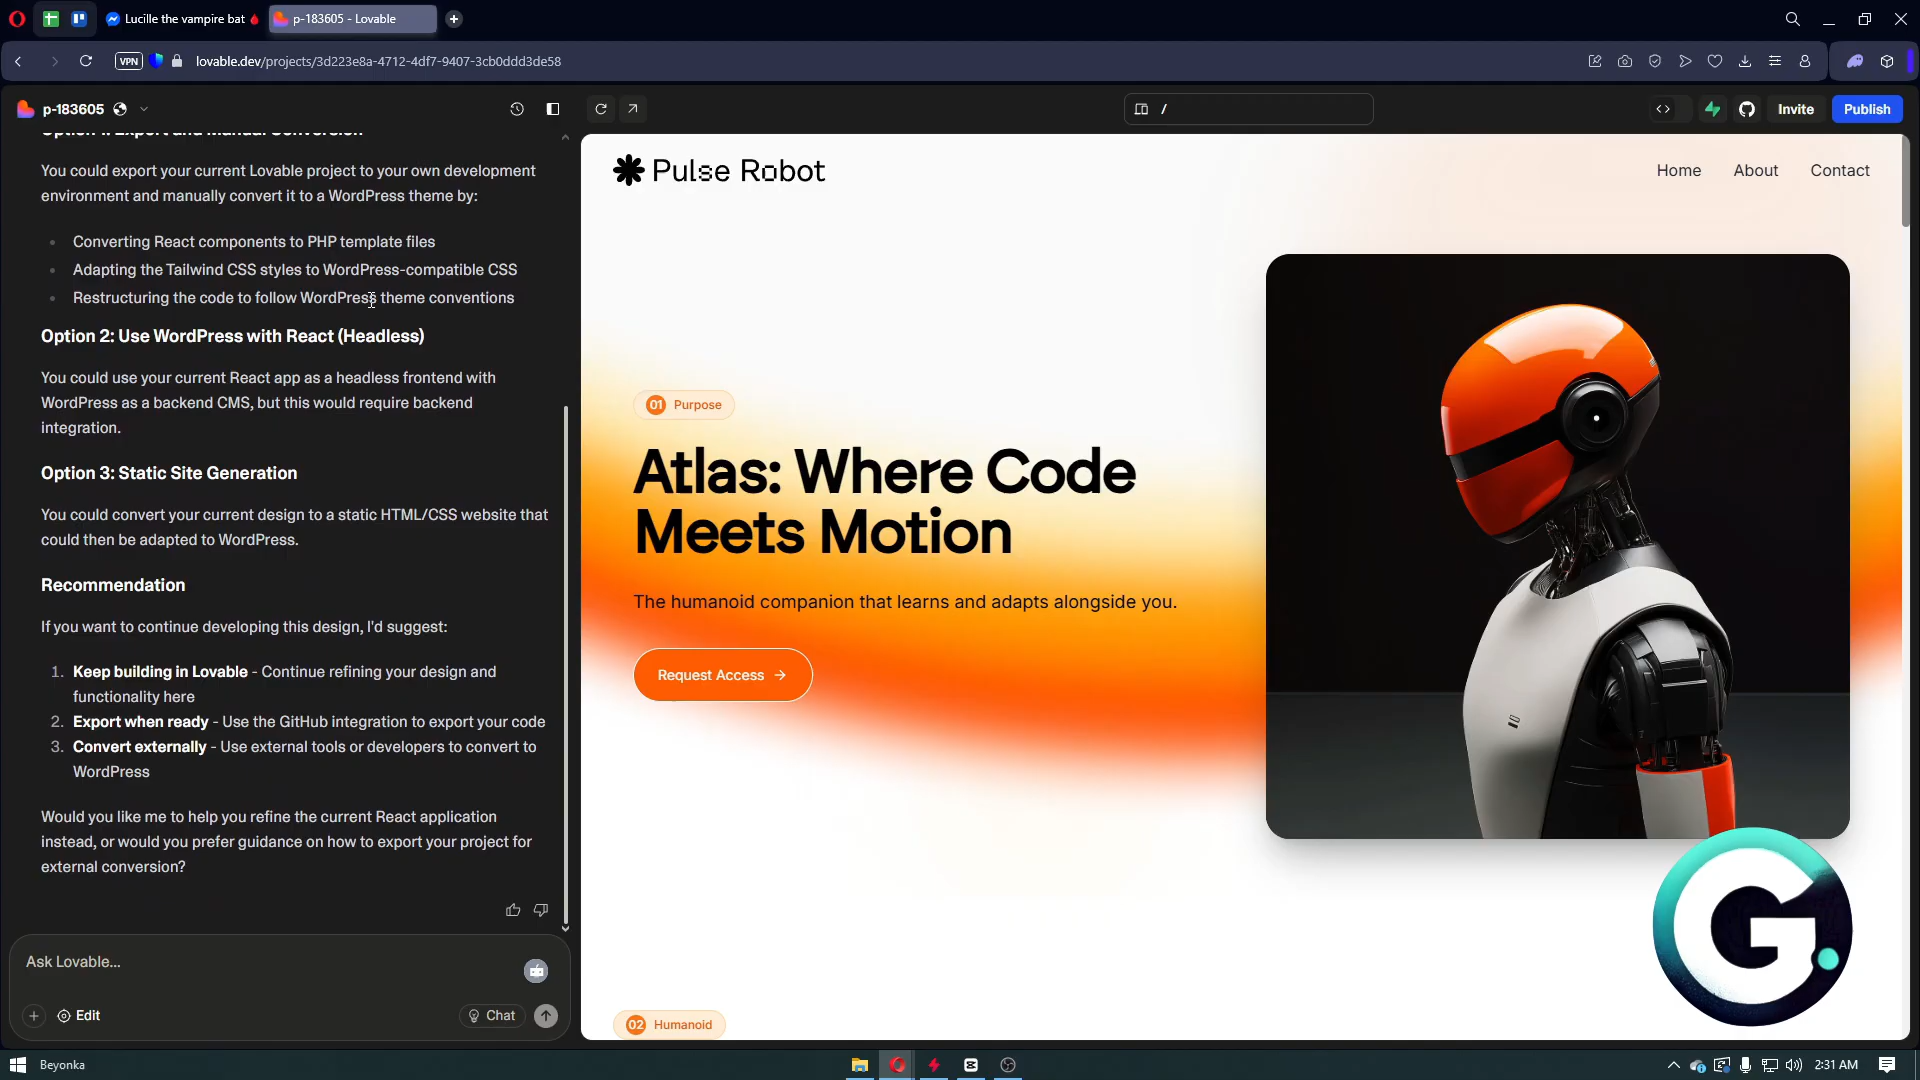 Lucille the vampire bat
p-183605 - Lovable
VPN
lovable.dev/projects/3d223e8a-4712-4df7-9407-3cb0ddd3de58
p-183605
/
Invite
Publish
You could export your current Lovable project to your own development
environment and manually convert it to a WordPress theme by:
Converting React components to PHP template files
Adapting the Tailwind CSS styles to WordPress-compatible CSS
Restructuring the code to follow WordPress theme conventions
Option 2: Use WordPress with React (Headless)
You could use your current React app as a headless frontend with
WordPress as a backend CMS, but this would require backend
integration.
Option 3: Static Site Generation
You could convert your current design to a static HTML/CSS website that
could then be adapted to WordPress.
Recommendation
If you want to continue developing this design, I'd suggest:
1. Keep building in Lovable - Continue refining your design and
functionality here
2. Export when ready - Use the GitHub integration to export your code
3. Convert externally - Use external tools or developers to convert to
WordPress
Would you like me to help you refine the current React application
instead, or would you prefer guidance on how to export your project for
external conversion?
Ask Lovable...
Edit
Chat
Pulse Robot
Home
About
Contact
01 Purpose
Atlas: Where Code
Meets Motion
The humanoid companion that learns and adapts alongside you.
Request Access →
02 Humanoid
G
Beyonka
2:31 AM